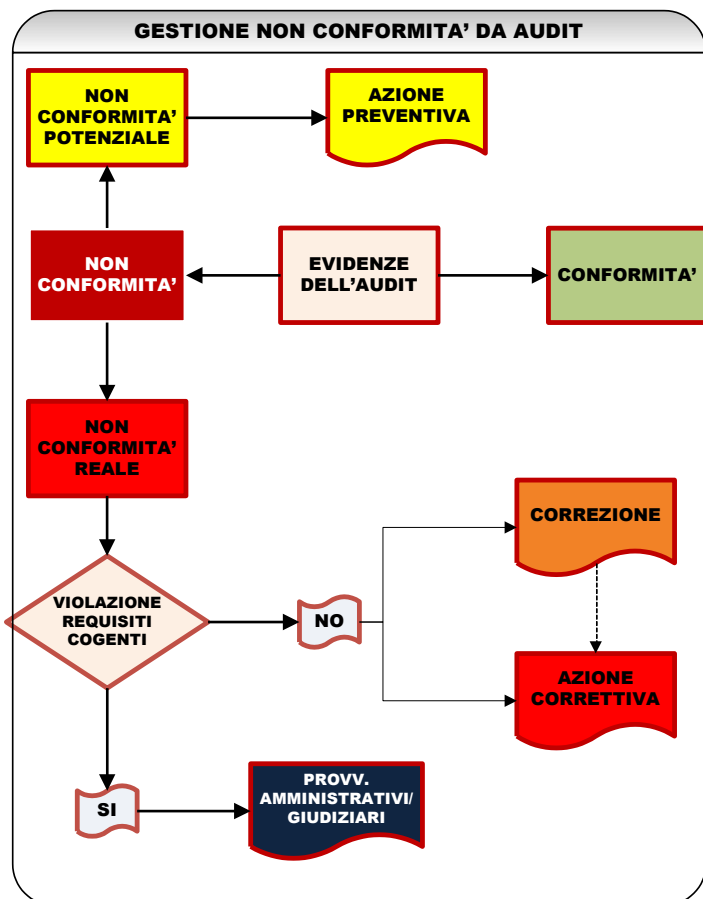 GESTIONE NON CONFORMITA’ DA AUDIT
NON
CONFORMITA’
POTENZIALE
AZIONE
PREVENTIVA
NON
CONFORMITA’
EVIDENZE
DELL’AUDIT
CONFORMITA’
NON
CONFORMITA’
REALE
CORREZIONE
VIOLAZIONE
REQUISITI
COGENTI
NO
AZIONE
CORRETTIVA
SI
PROVV.
AMMINISTRATIVI/
GIUDIZIARI